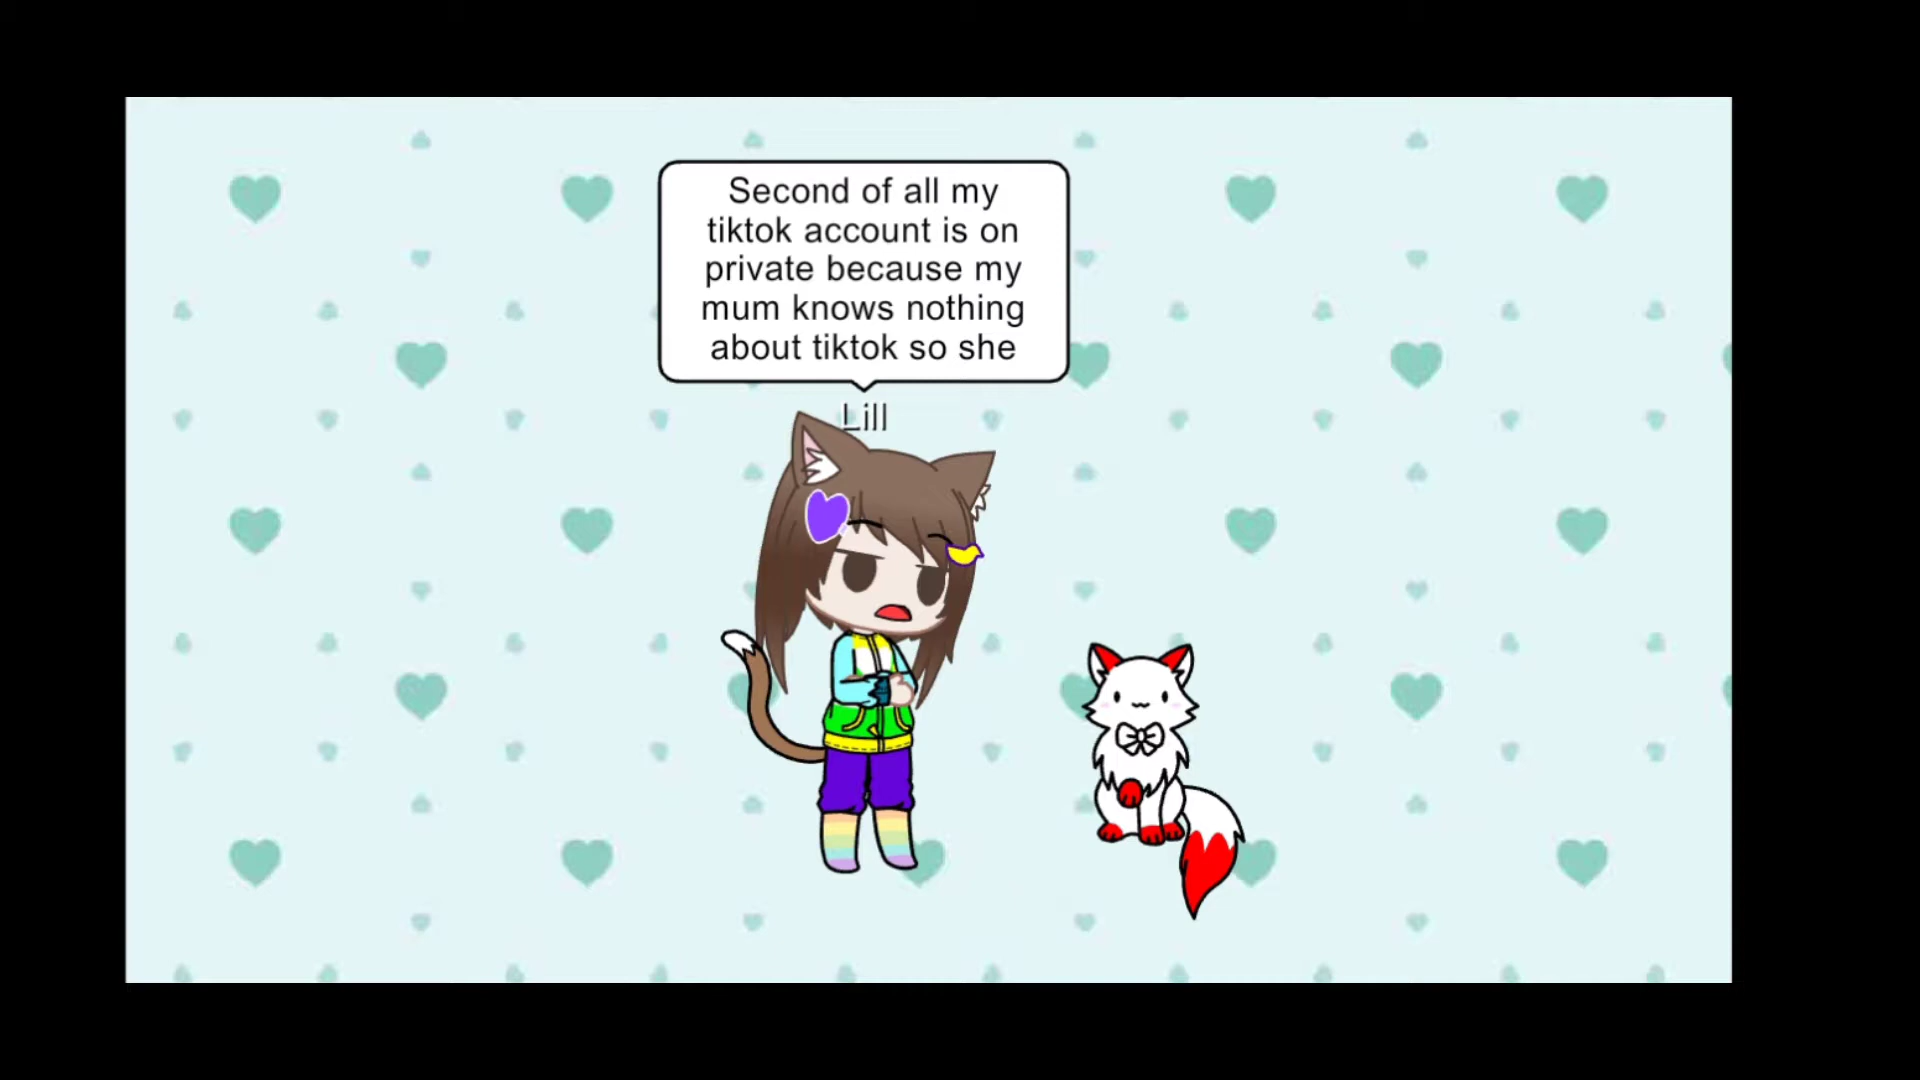 Second of all my
tiktok account is on
private because my
mum knows nothing
about tiktok so she
Lill